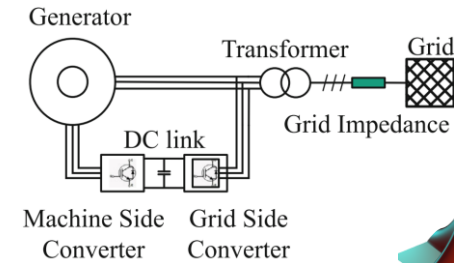 Generator
Transformer
Grid
Grid Impedance
DC link
Machine Side
Converter
Grid Side
Converter